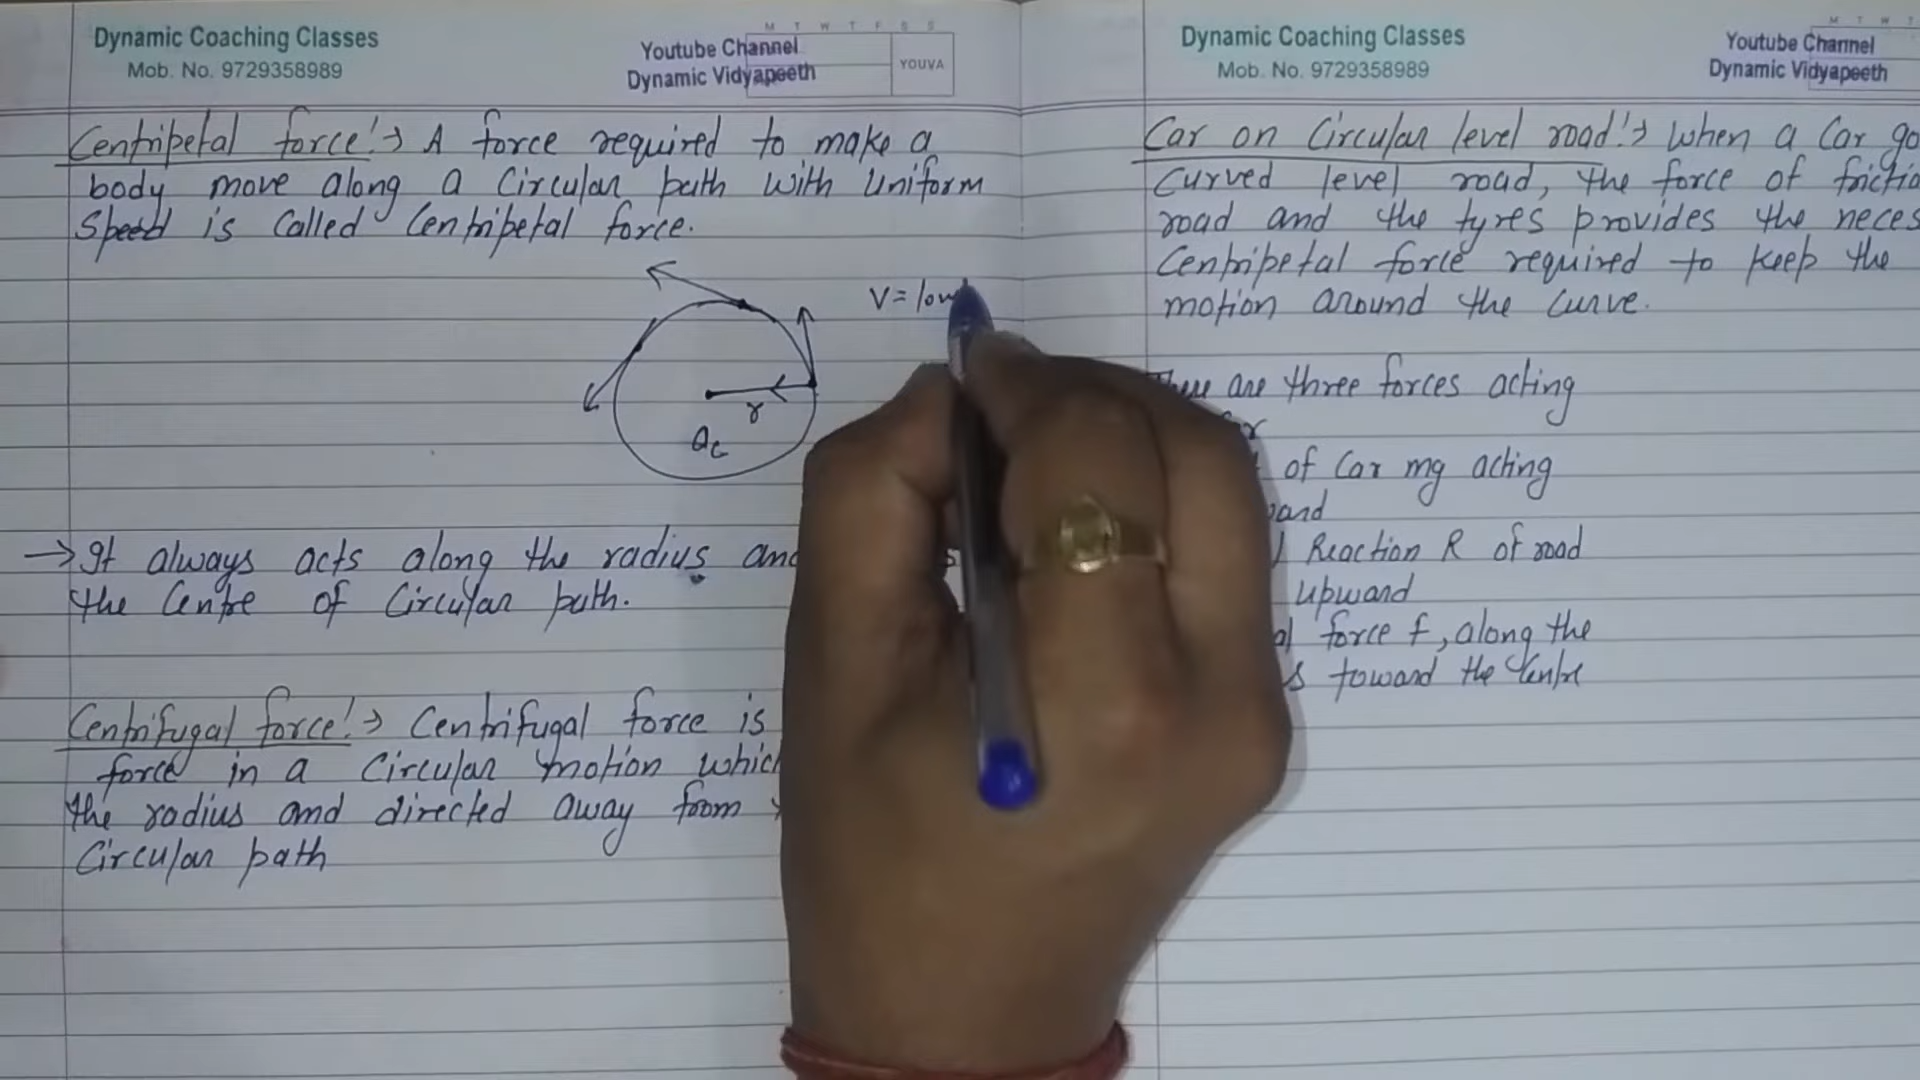 Dynamic Coaching Classes
Mob. No. 9729358989
M T W T F S S
Youtube Channel
Dynamic Vidyapeeth
YOUVA
Centripetal force:→ A force required to make a
body move along a Circular path with uniform
Speed is Called Centripetal force.
V=
r
ac
→ It always acts along the radius and
the Centre of Circular path.
Centrifugal force:→ Centrifugal force is
force in a Circular motion
the radius and directed away from
Circular path
Dynamic Coaching Classes
Mob. No. 9729358989
M T W T
Youtube Channel
Dynamic Vidyapeeth
Car on Circular level road:→ When a Car go
Curved level road, the force of
road and the tyres provides the
Centripetal force required to keep the
motion around the Curve.
are three forces acting
of Car mg acting
Reaction R of road
upward
force f, along the
toward the Centre